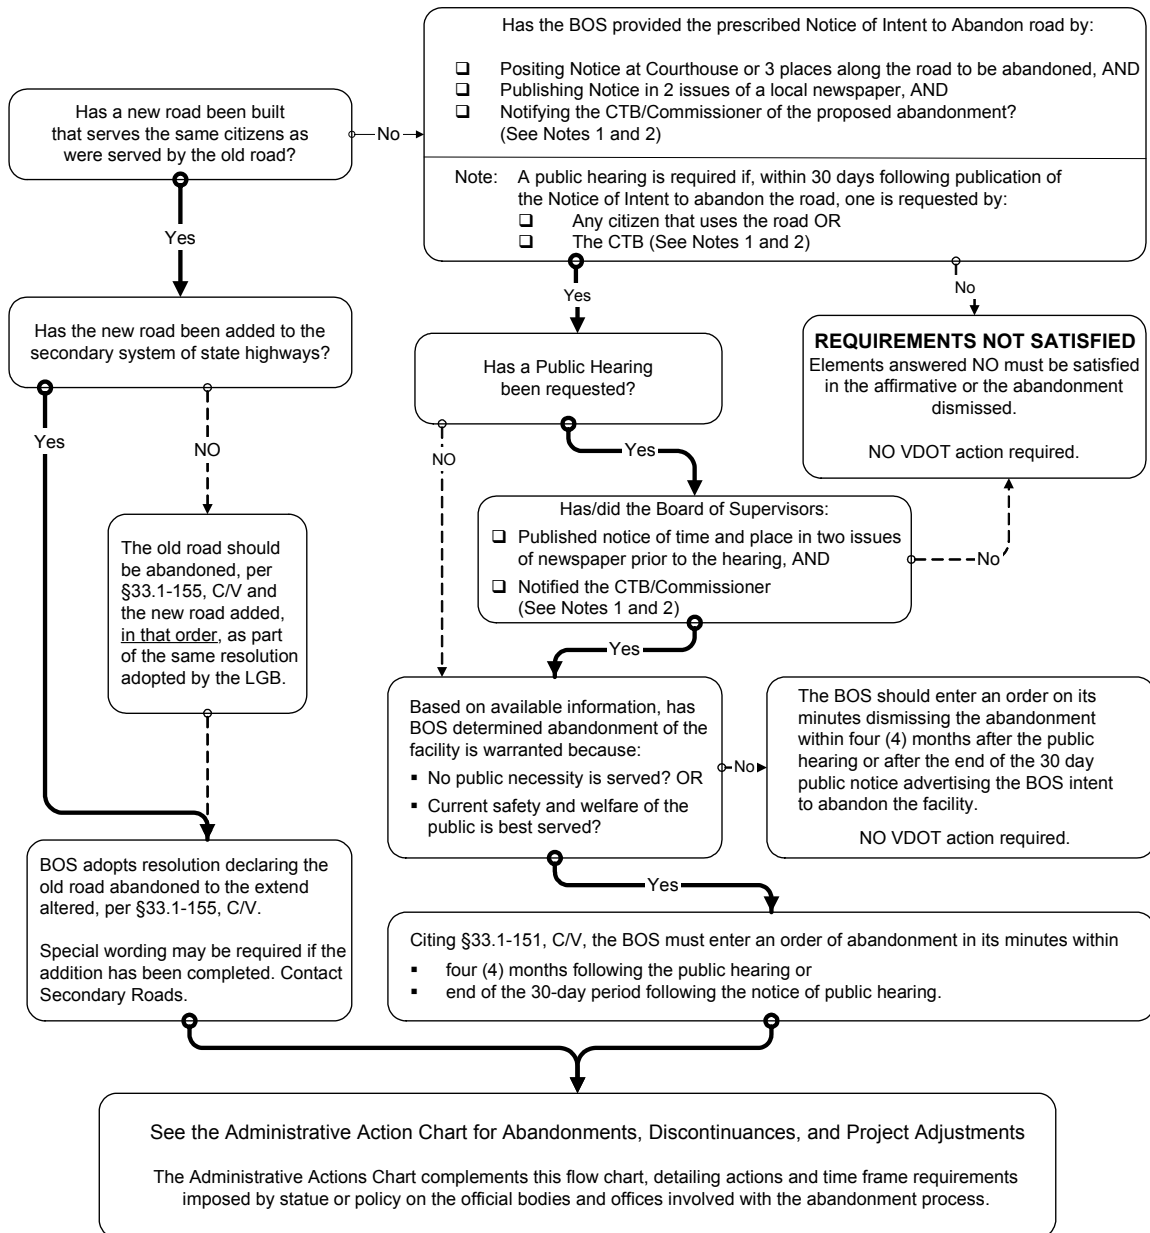 Has the BOS provided the prescribed Notice of Intent to Abandon road by:
❑ Positing Notice at Courthouse or 3 places along the road to be abandoned, AND
❑ Publishing Notice in 2 issues of a local newspaper, AND
❑ Notifying the CTB/Commissioner of the proposed abandonment?
(See Notes 1 and 2)
Has a new road been built
that serves the same citizens as
were served by the old road?
No
Note: A public hearing is required if, within 30 days following publication of
the Notice of Intent to abandon the road, one is requested by:
❑ Any citizen that uses the road OR
❑ The CTB (See Notes 1 and 2)
Yes
Yes
No
Has the new road been added to the
secondary system of state highways?
Has a Public Hearing
been requested?
REQUIREMENTS NOT SATISFIED
Elements answered NO must be satisfied
in the affirmative or the abandonment
dismissed.
NO VDOT action required.
Yes
NO
NO
Yes
Has/did the Board of Supervisors:
❑ Published notice of time and place in two issues
of newspaper prior to the hearing, AND
❑ Notified the CTB/Commissioner
(See Notes 1 and 2)
No
The old road should
be abandoned, per
§33.1-155, C/V and
the new road added,
in that order, as part
of the same resolution
adopted by the LGB.
Yes
Based on available information, has
BOS determined abandonment of the
facility is warranted because:
▪ No public necessity is served? OR
▪ Current safety and welfare of the
public is best served?
No
The BOS should enter an order on its
minutes dismissing the abandonment
within four (4) months after the public
hearing or after the end of the 30 day
public notice advertising the BOS intent
to abandon the facility.
NO VDOT action required.
BOS adopts resolution declaring the
old road abandoned to the extend
altered, per §33.1-155, C/V.
Special wording may be required if the
addition has been completed. Contact
Secondary Roads.
Yes
Citing §33.1-151, C/V, the BOS must enter an order of abandonment in its minutes within
▪ four (4) months following the public hearing or
▪ end of the 30-day period following the notice of public hearing.
See the Administrative Action Chart for Abandonments, Discontinuances, and Project Adjustments
The Administrative Actions Chart complements this flow chart, detailing actions and time frame requirements
imposed by statue or policy on the official bodies and offices involved with the abandonment process.